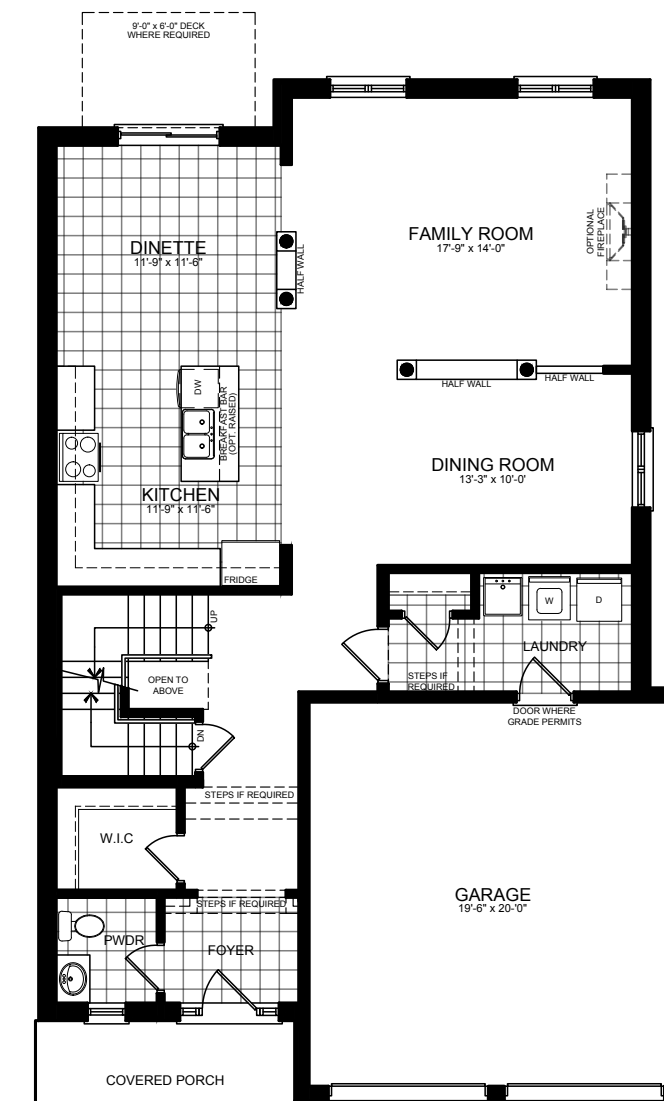 9'-0" x 6'-0" DECK
WHERE REQUIRED
DINETTE
11'-9" x 11'-6"
HALF WALL
FAMILY ROOM
17'-9" x 14'-0"
OPTIONAL
FIREPLACE
HALF WALL
HALF WALL
DW
BREAKFAST BAR
(OPT. RAISED)
DINING ROOM
13'-3" x 10'-0'
KITCHEN
11'-9" x 11'-6"
FRIDGE
UP
W
D
LAUNDRY
OPEN TO
ABOVE
STEPS IF
REQUIRED
DOOR WHERE
GRADE PERMITS
DN
STEPS IF REQUIRED
W.I.C
GARAGE
19'-6" x 20'-0"
STEPS IF REQUIRED
PWDR
FOYER
COVERED PORCH